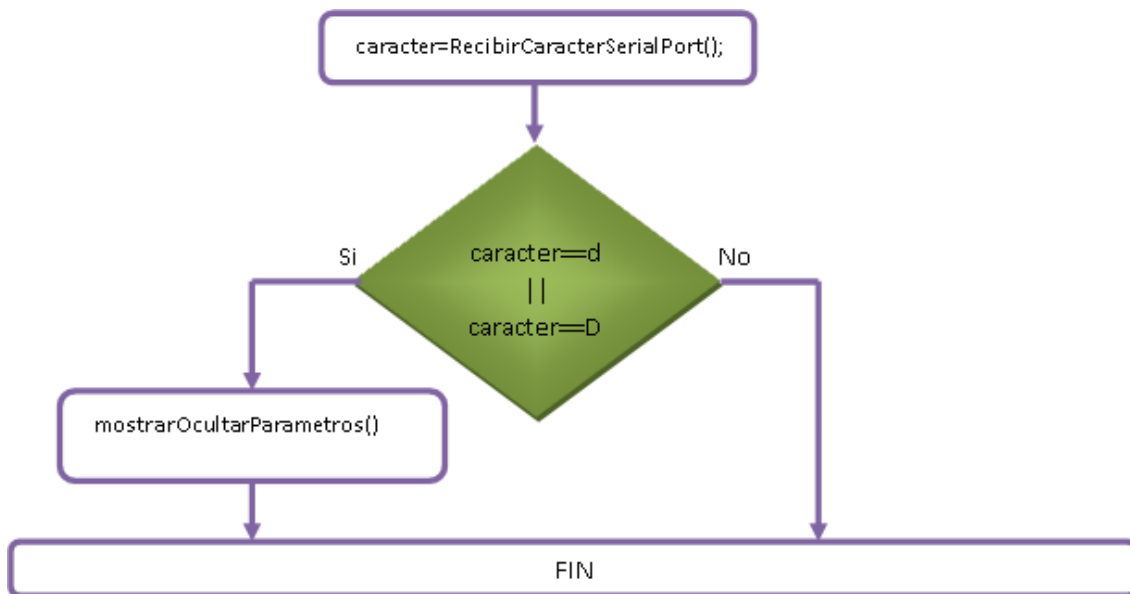 caracter=RecibirCaracterSerialPort();
Si
caracter==d
||
caracter==D
No
mostrarOcultarParametros()
FIN